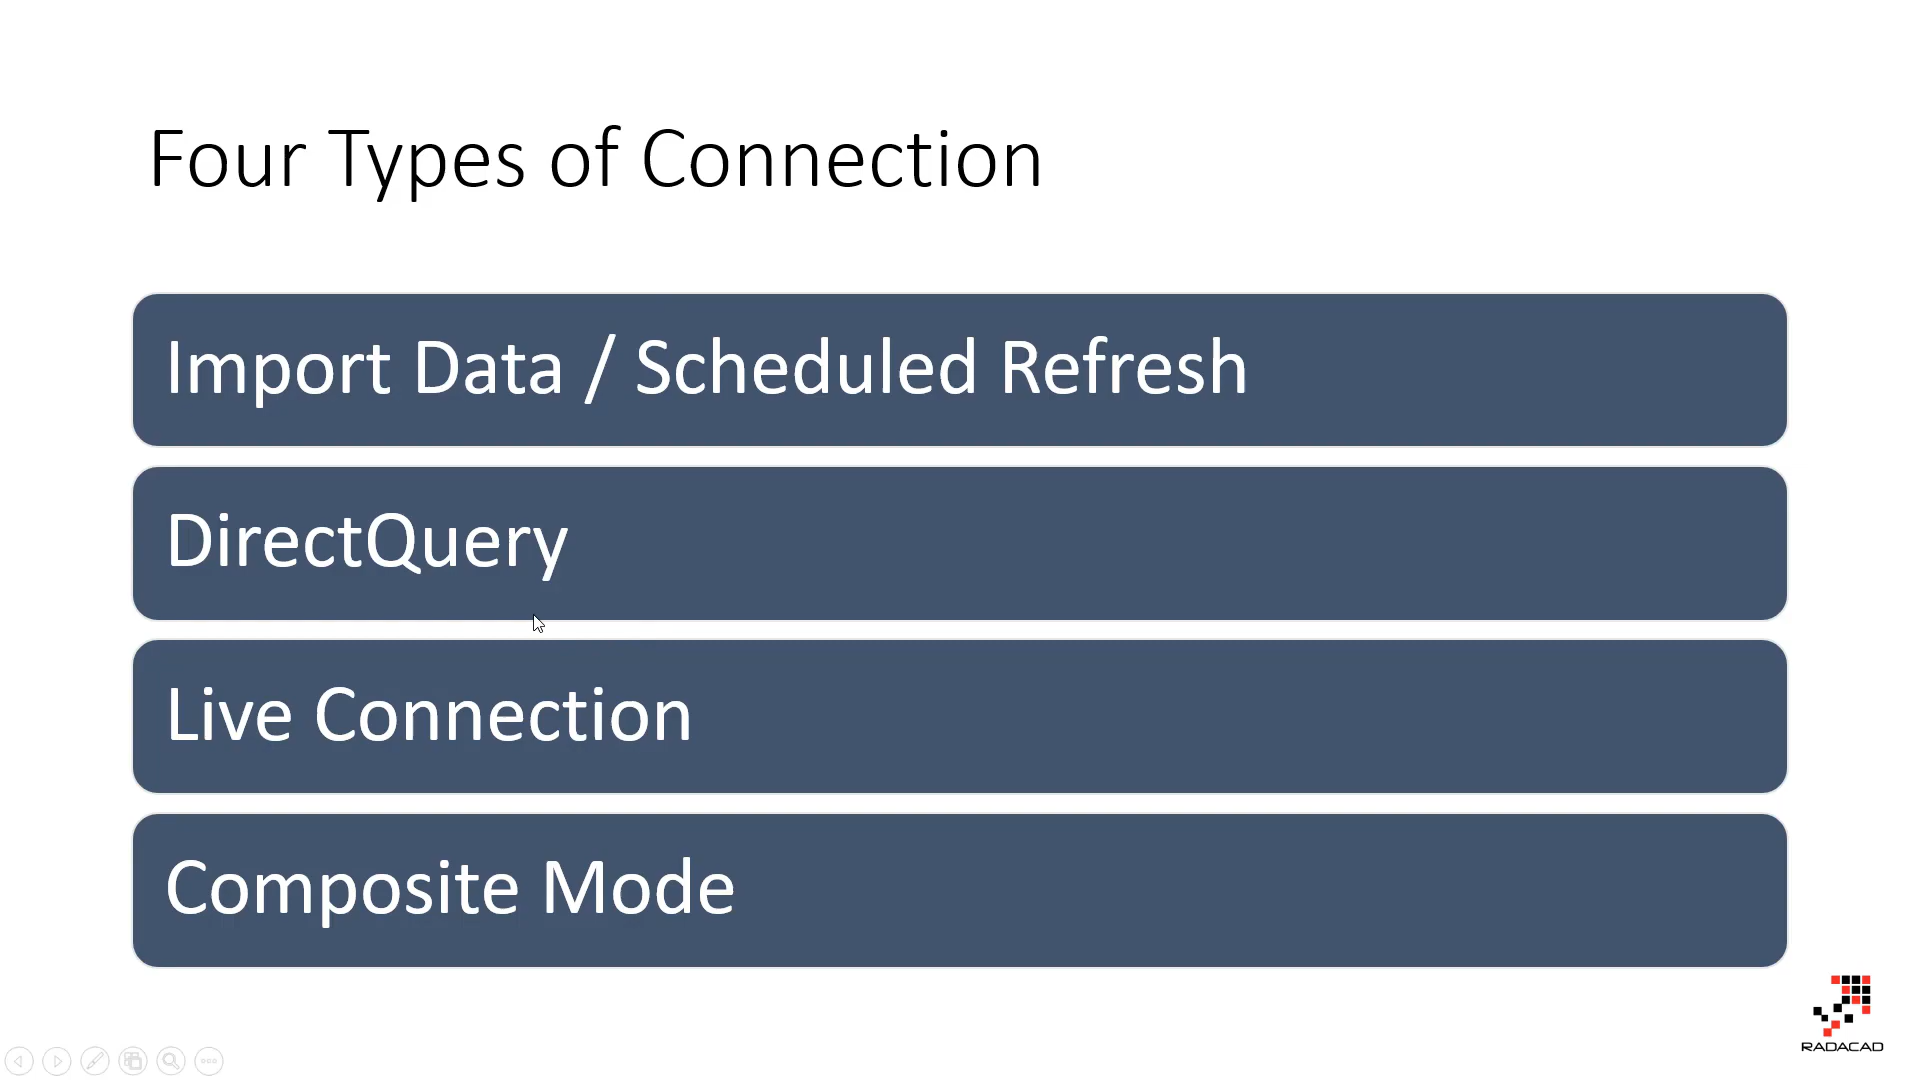 Four Types of Connection
Import Data / Scheduled Refresh
DirectQuery
Live Connection
Composite Mode
RADACAD